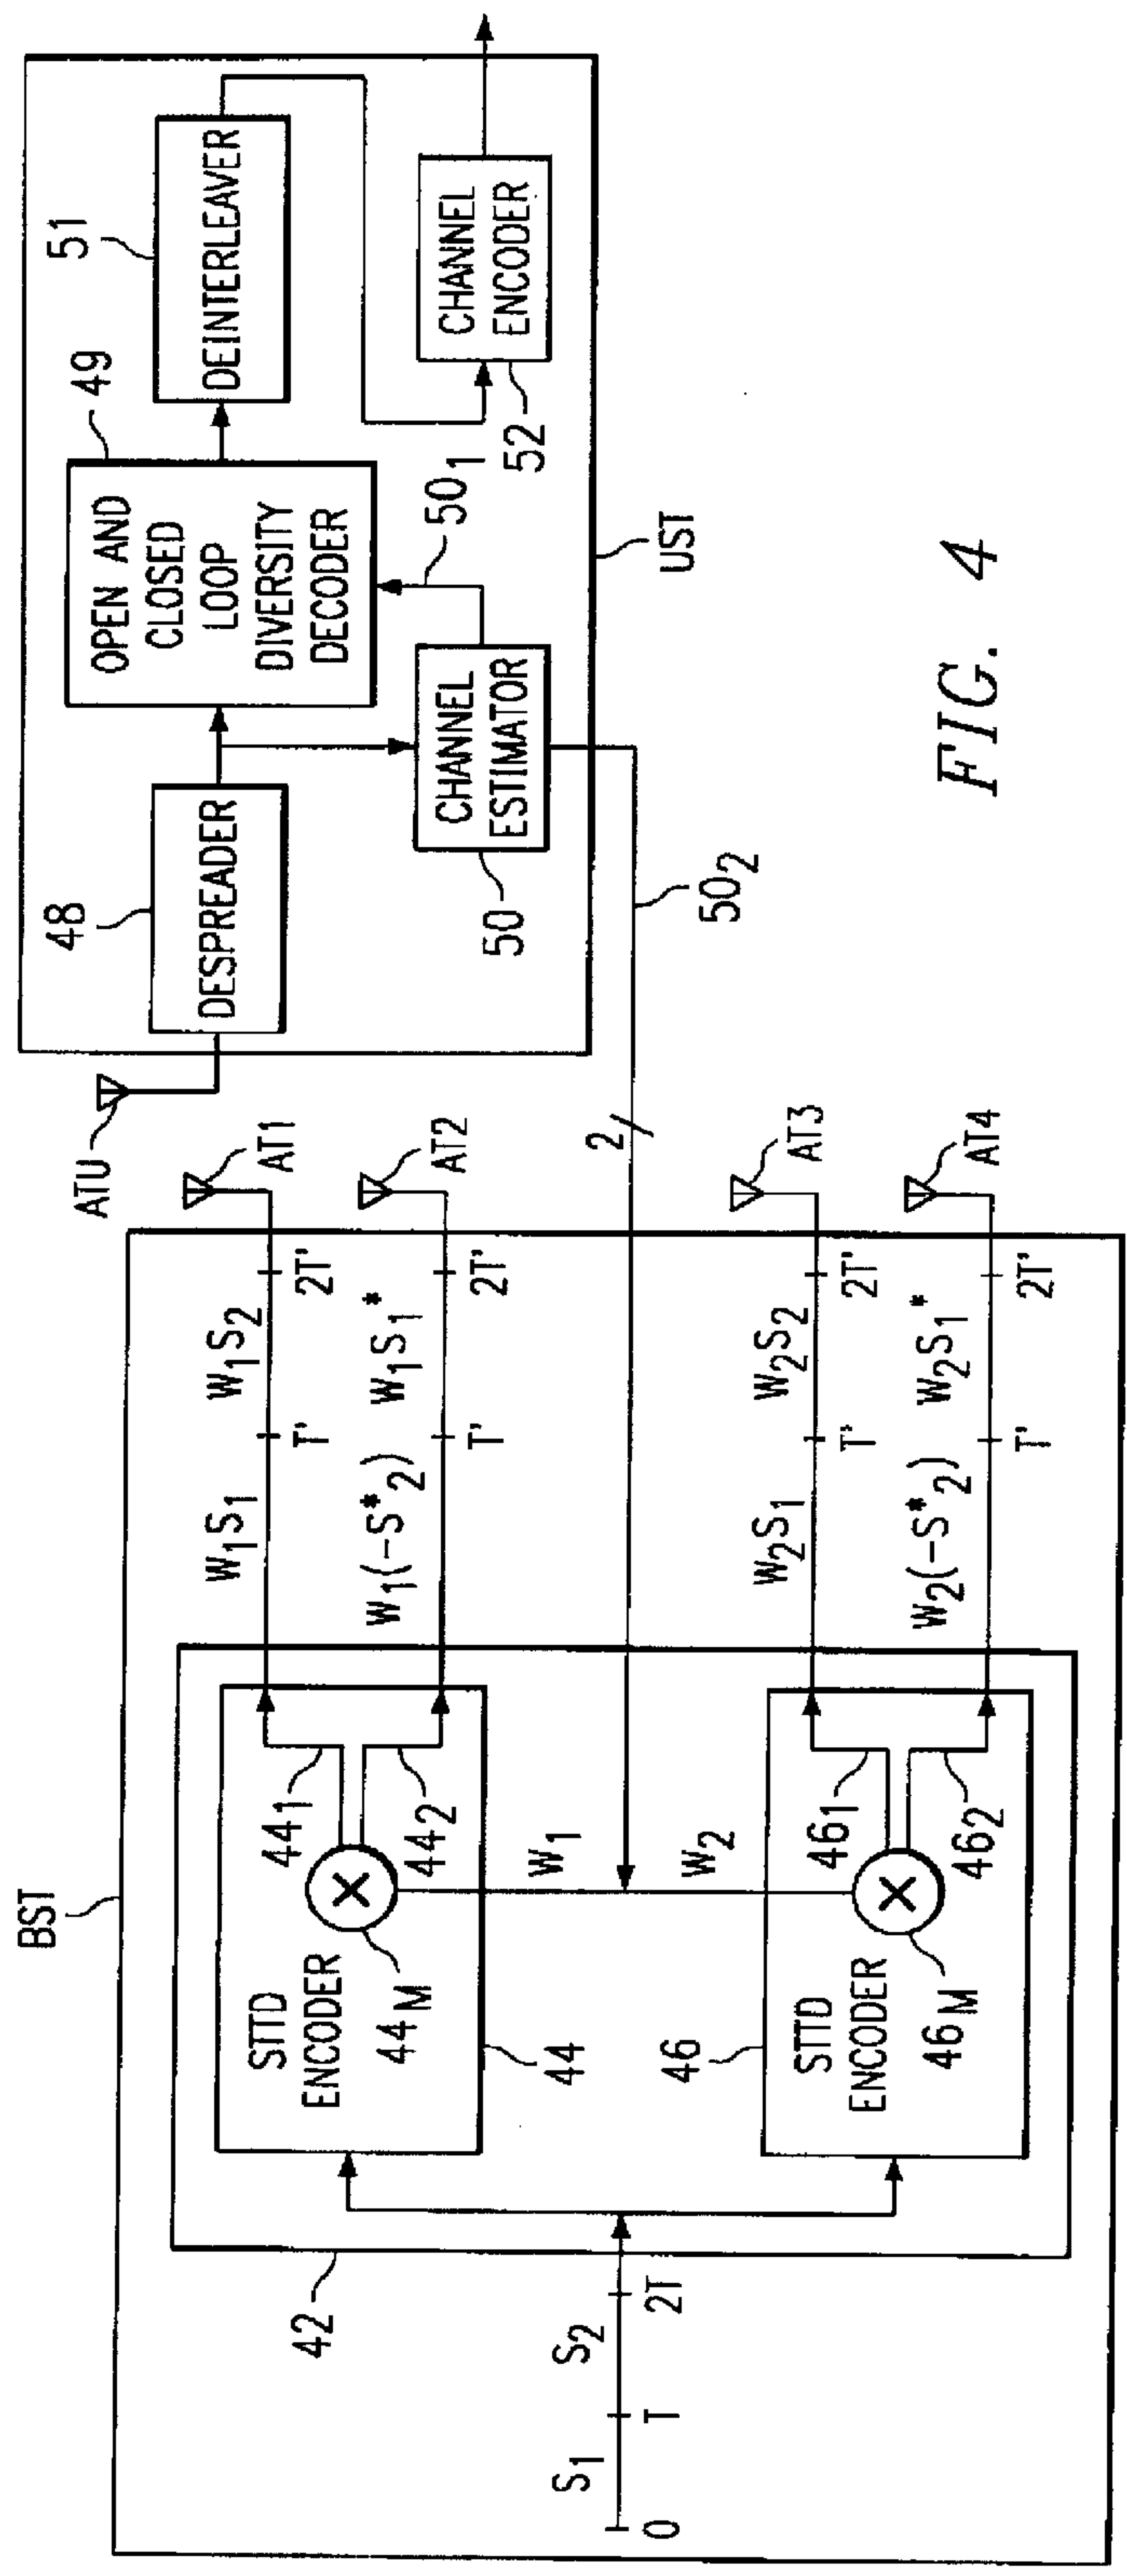 BST
42
S₁
S₂
0
T
2T
STTD
ENCODER
44M
44
44₁
44₂
W₁
W₂
STTD
ENCODER
46M
46
46₁
46₂
W₁S₁
W₁S₂
T'
2T'
W₁(-S*₂)
W₁S₁*
T'
2T'
W₂S₁
W₂S₂
T'
2T'
W₂(-S*₂)
W₂S₁*
T'
2T'
AT1
AT2
AT3
AT4
2
ATU
48
DESPREADER
OPEN AND
CLOSED
LOOP
DIVERSITY
DECODER
49
51
DEINTERLEAVER
CHANNEL
ESTIMATOR
50
50₁
50₂
CHANNEL
ENCODER
52
UST
FIG. 4